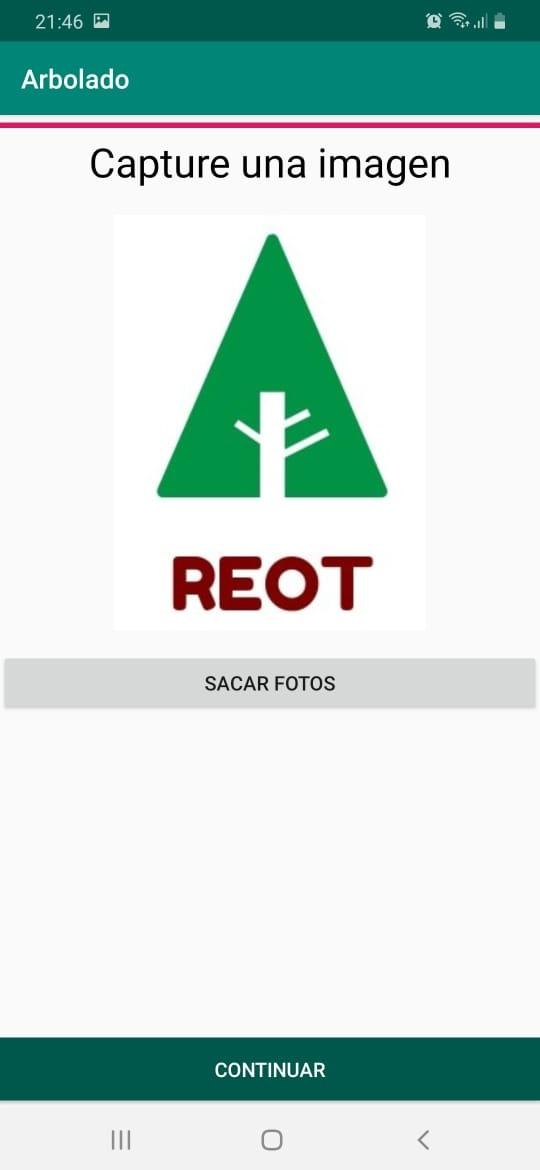 21:46
Arbolado
Capture una imagen
REOT
SACAR FOTOS
CONTINUAR